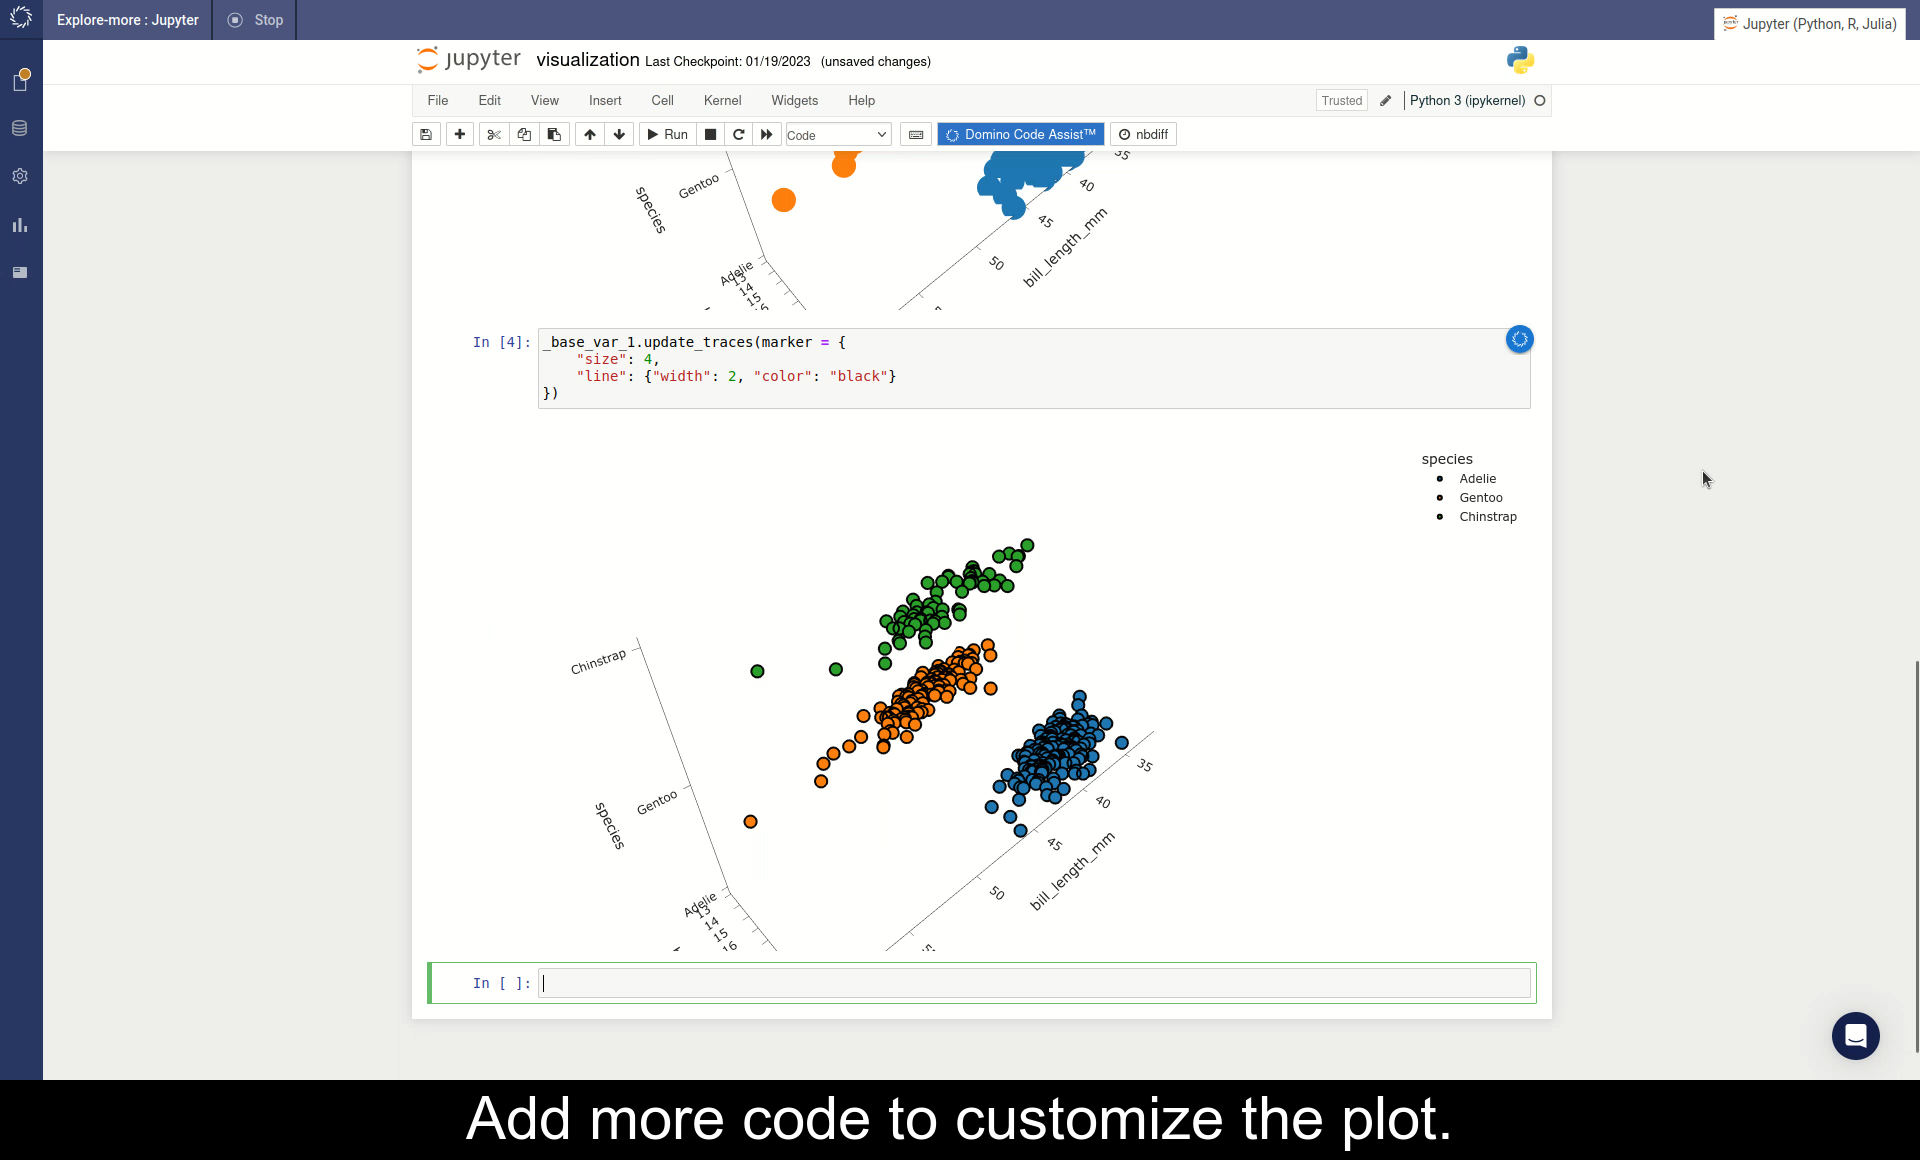 Explore-more : Jupyter
Stop
Jupyter (Python, R, Julia)
jupyter visualization Last Checkpoint: 01/19/2023 (unsaved changes)
File Edit View Insert Cell Kernel Widgets Help
Trusted Python 3 (ipykernel)
Run Code Domino Code Assist™ nbdiff
35
Gentoo
40
species
45
bill_length_mm
50
Adelie
13
14
15
In [4]:
_base_var_1.update_traces(marker = {
"size": 4,
"line": {"width": 2, "color": "black"}
})
species
Adelie
Gentoo
Chinstrap
Chinstrap
35
Gentoo
40
species
45
bill_length_mm
50
Adelie
13
14
15
16
In [ ]:
Add more code to customize the plot.